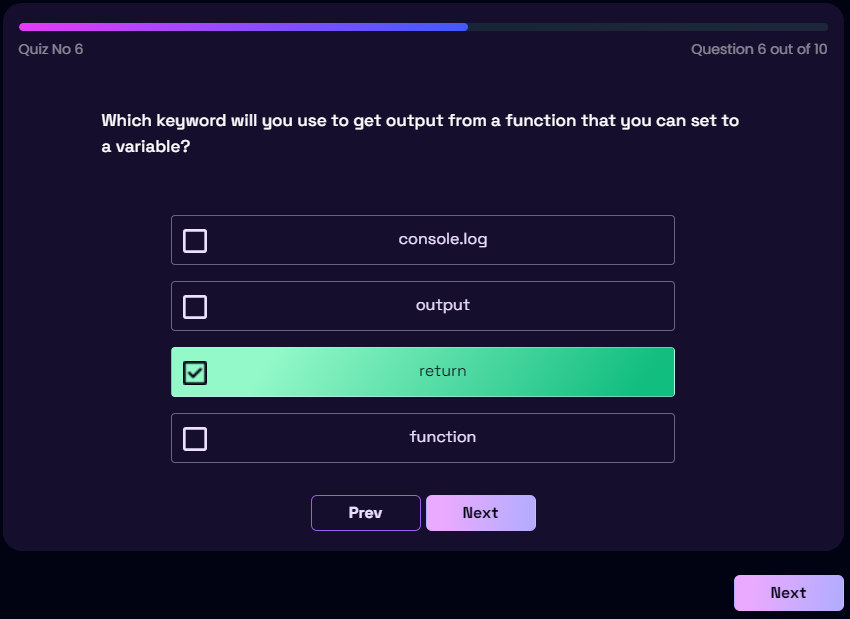 Quiz No 6
Question 6 out of 10
Which keyword will you use to get output from a function that you can set to
a variable?
console.log
output
return
function
Prev
Next
Next